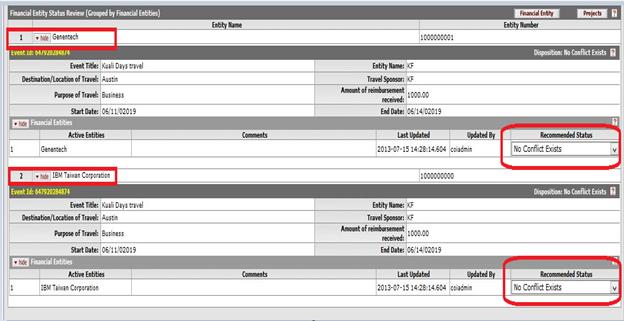 Financial Entity Status Review (Grouped by Financial Entities) Financial Entity Projects ?
Entity Name Entity Number
1 hide Genentech 1000000001
Event Id: 647920284874 Disposition: No Conflict Exists ?
Event Title: Kuali Days travel Entity Name: KF
Destination/Location of Travel: Austin Travel Sponsor: KF
Purpose of Travel: Business Amount of reimbursement received: 1000.00
Start Date: 06/11/02019 End Date: 06/14/02019
hide Financial Entities ?
Active Entities Comments Last Updated Updated By Recommended Status
1 Genentech 2013-07-15 14:28:14.604 coiadmin No Conflict Exists
2 hide IBM Taiwan Corporation 1000000000
Event Id: 647920284874 Disposition: No Conflict Exists ?
Event Title: Kuali Days travel Entity Name: KF
Destination/Location of Travel: Austin Travel Sponsor: KF
Purpose of Travel: Business Amount of reimbursement received: 1000.00
Start Date: 06/11/02019 End Date: 06/14/02019
hide Financial Entities ?
Active Entities Comments Last Updated Updated By Recommended Status
1 IBM Taiwan Corporation 2013-07-15 14:28:14.604 coiadmin No Conflict Exists